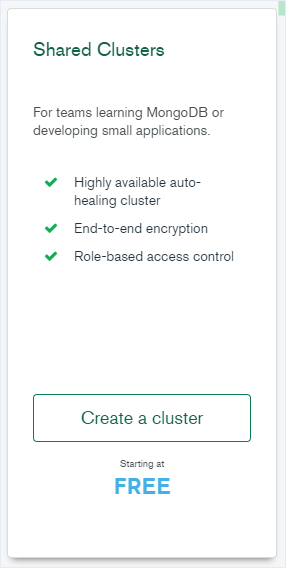 Shared Clusters
For teams learning MongoDB or
developing small applications.
Highly available auto-
healing cluster
End-to-end encryption
Role-based access control
Create a cluster
Starting at
FREE